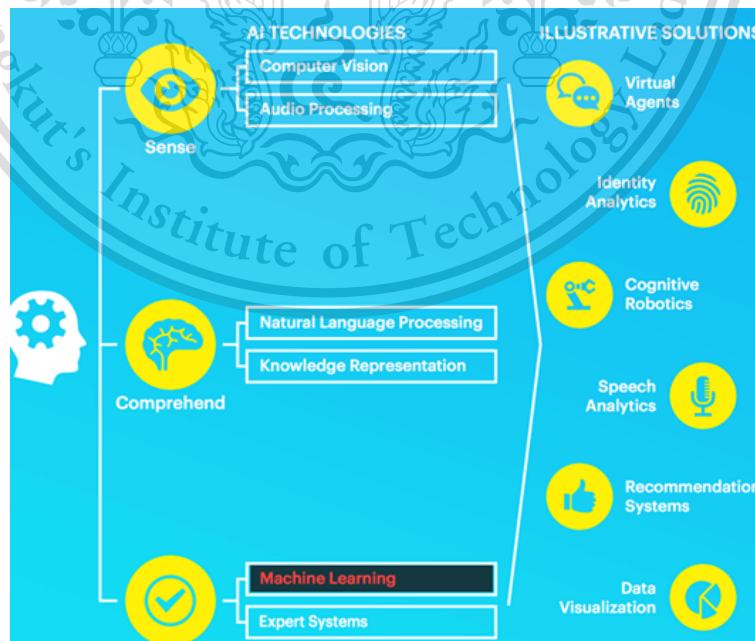 AI TECHNOLOGIES
ILLUSTRATIVE SOLUTIONS
Computer Vision
Audio Processing
Sense
Virtual
Agents
Identity
Analytics
Natural Language Processing
Knowledge Representation
Comprehend
Cognitive
Robotics
Speech
Analytics
Recommendation
Systems
Machine Learning
Expert Systems
Data
Visualization
gkut's Institute of Technology L